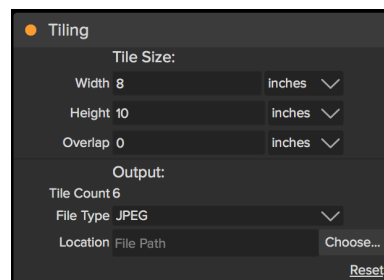 Tiling
Tile Size:
Width 8 inches
Height 10 inches
Overlap 0 inches
Output:
Tile Count 6
File Type JPEG
Location File Path Choose...
Reset